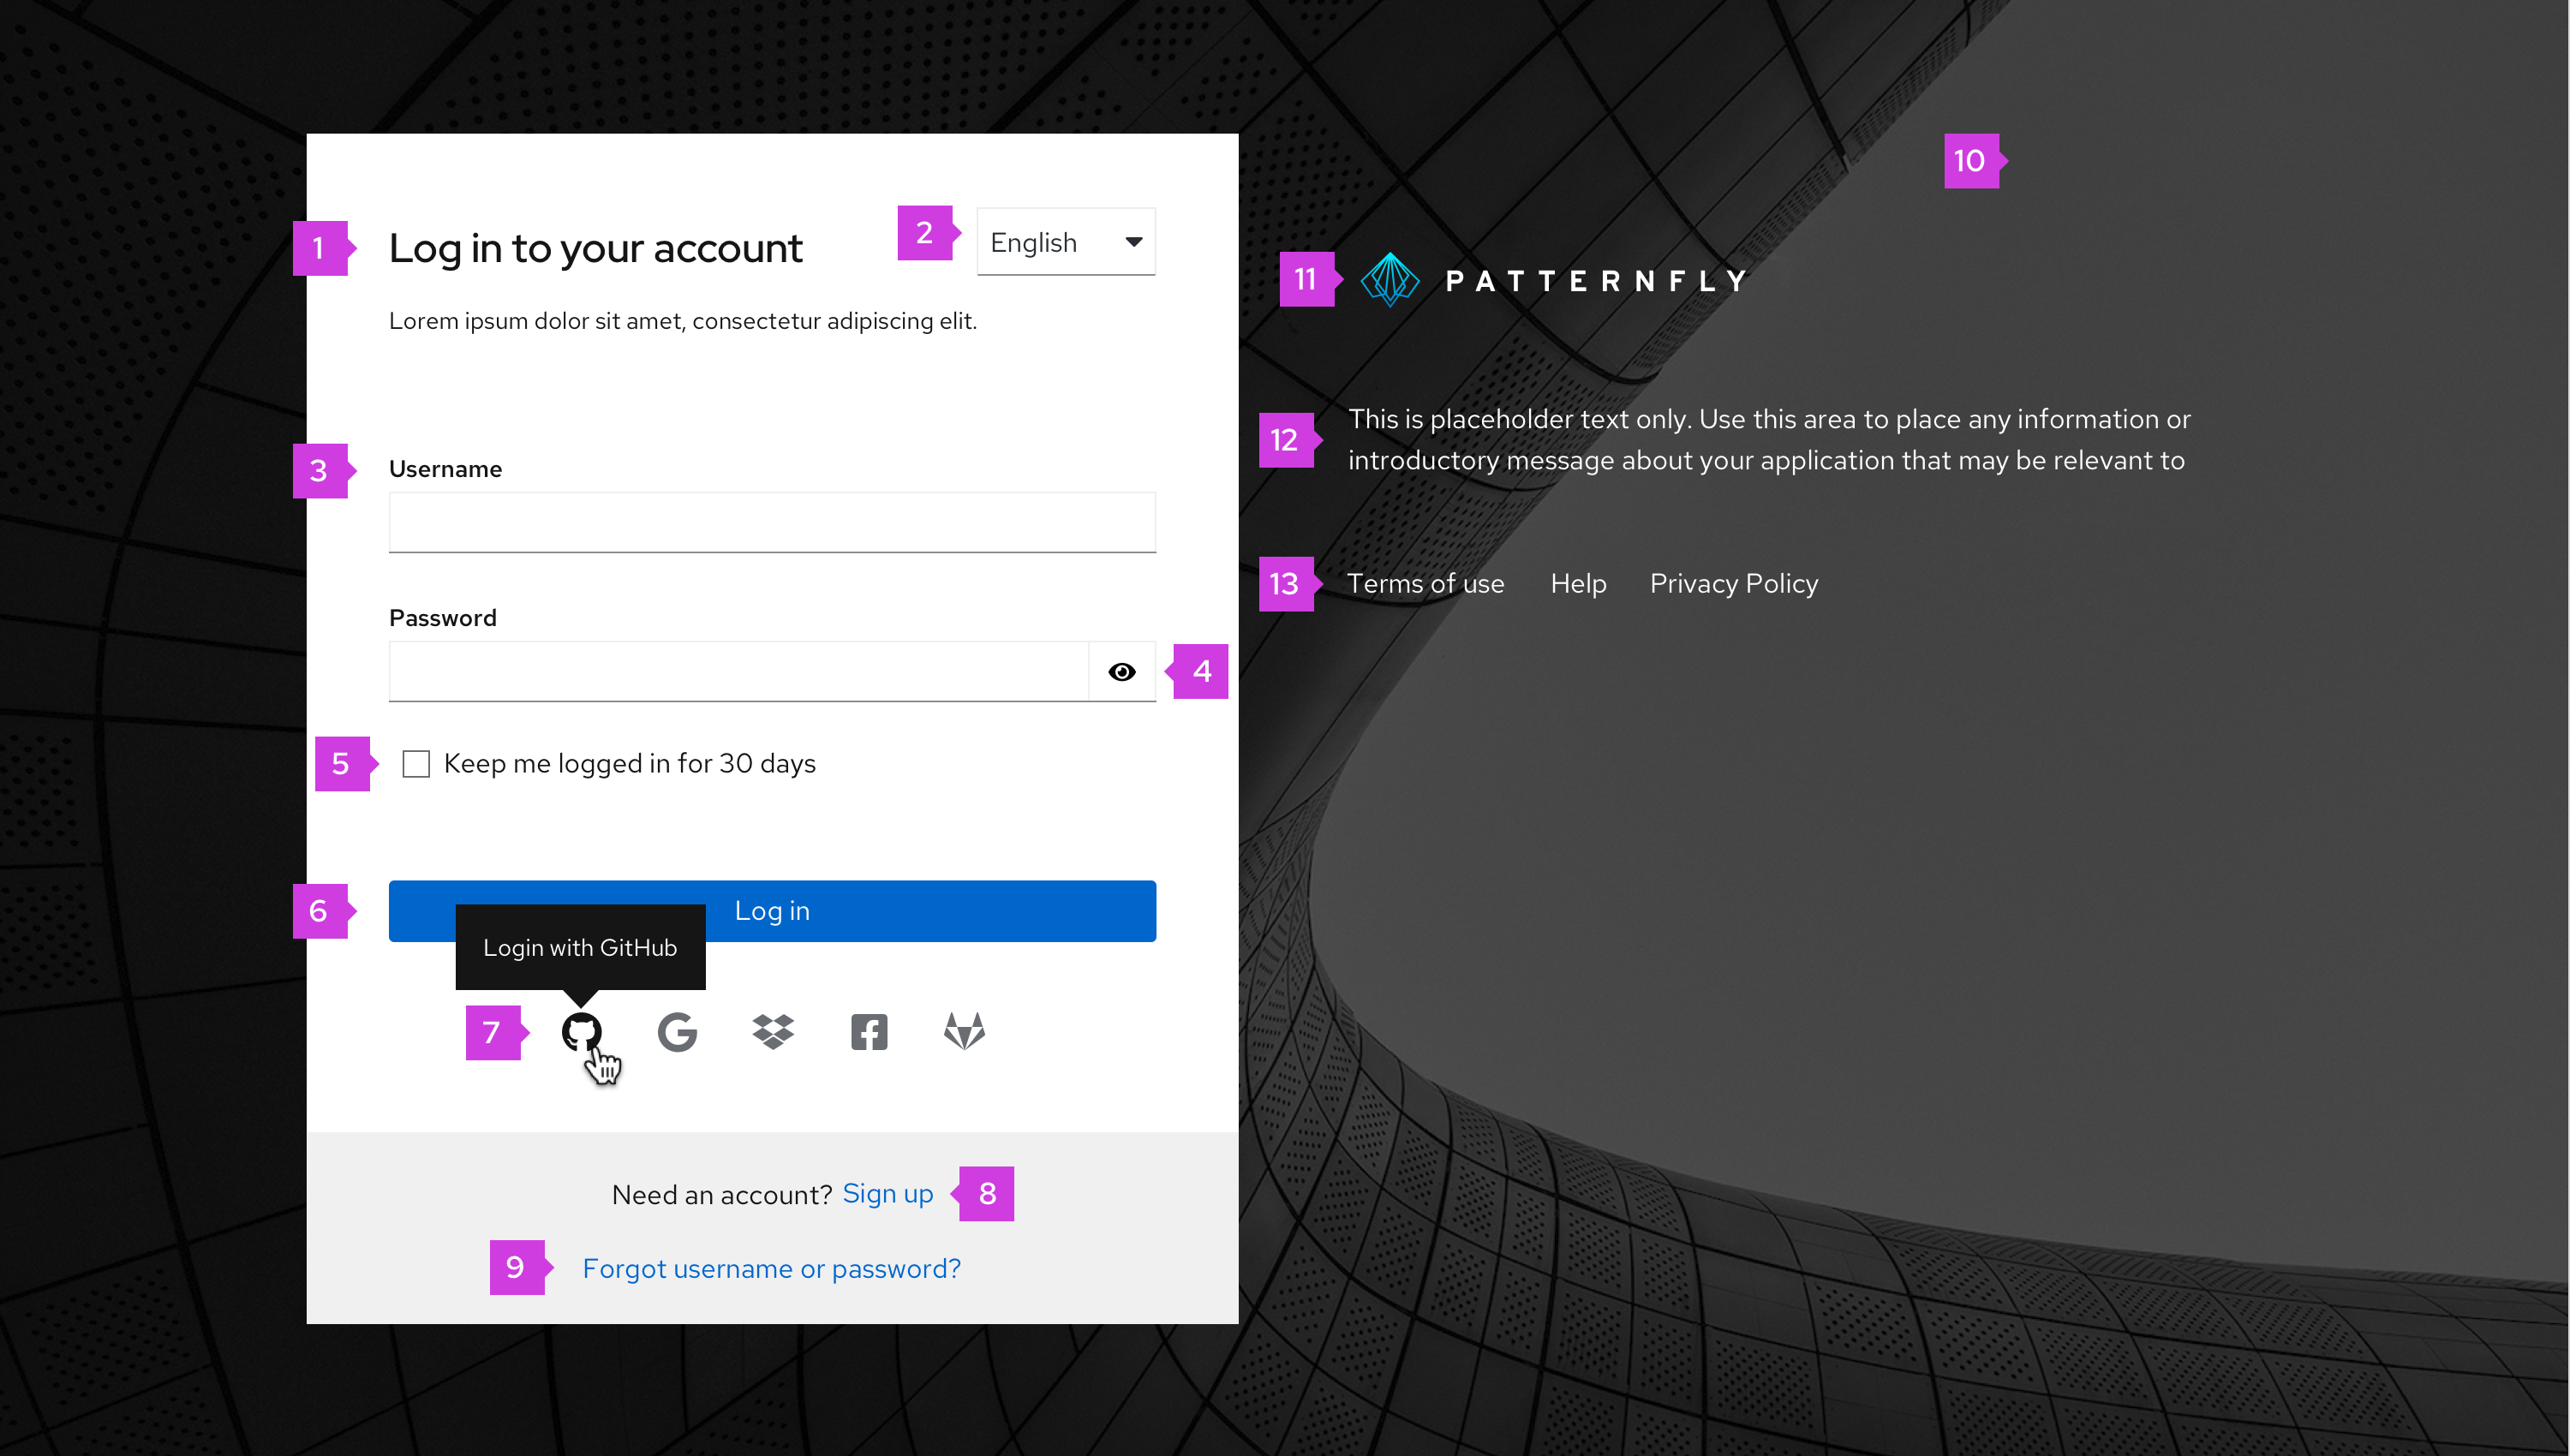 1
Log in to your account
2
English
Lorem ipsum dolor sit amet, consectetur adipiscing elit.
3
Username
Password
4
5
Keep me logged in for 30 days
6
Log in
Login with GitHub
7
Need an account? Sign up
8
9
Forgot username or password?
10
11
PATTERNFLY
12
This is placeholder text only. Use this area to place any information or
introductory message about your application that may be relevant to
13
Terms of use Help Privacy Policy